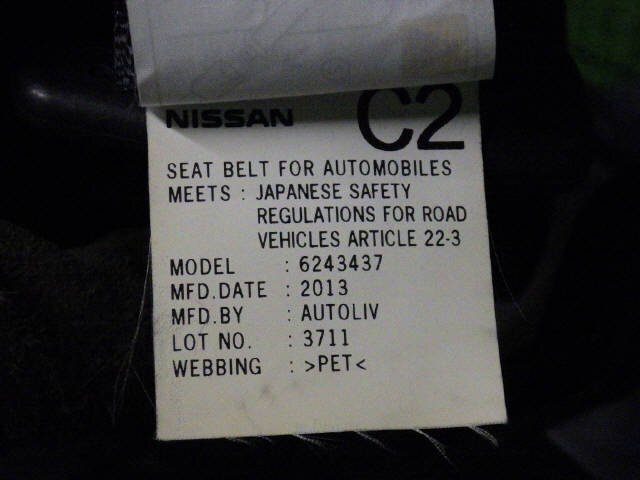 NISSAN C2
SEAT BELT FOR AUTOMOBILES
MEETS : JAPANESE SAFETY
REGULATIONS FOR ROAD
VEHICLES ARTICLE 22-3
MODEL : 6243437
MFD.DATE : 2013
MFD.BY : AUTOLIV
LOT NO. : 3711
WEBBING : >PET<